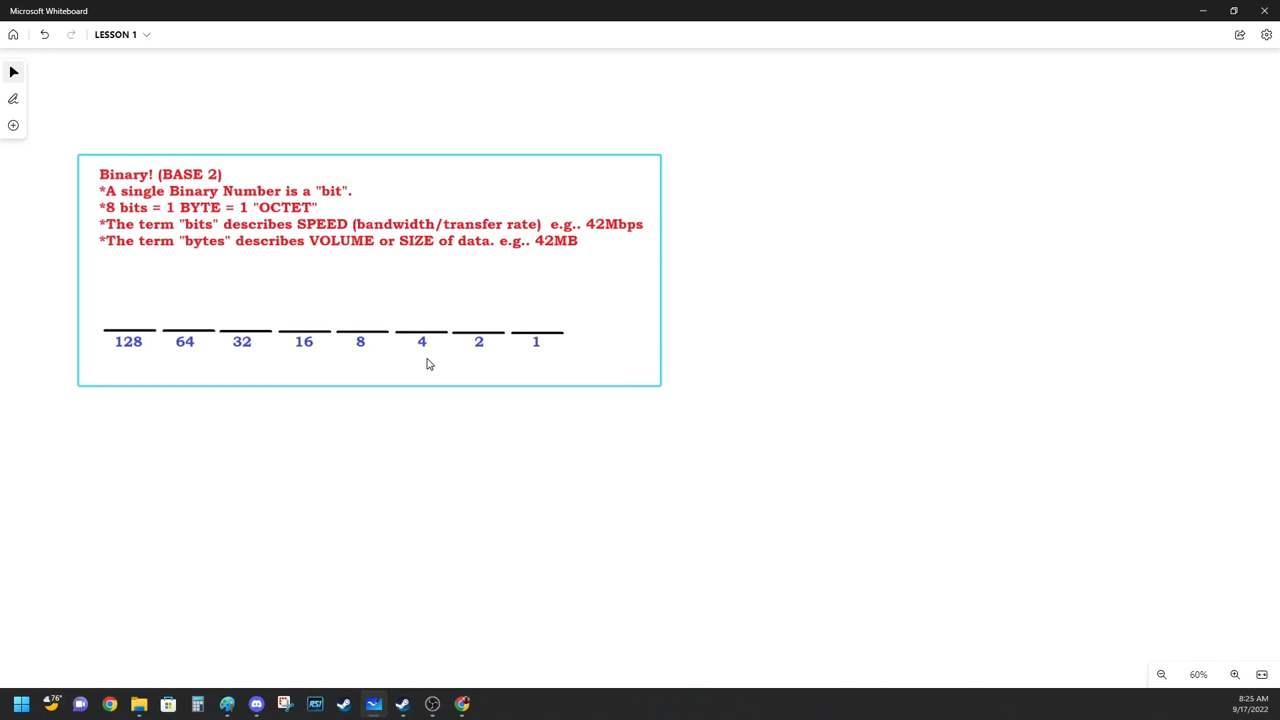 Microsoft Whiteboard
LESSON 1
Binary! (BASE 2)
*A single Binary Number is a "bit".
*8 bits = 1 BYTE = 1 "OCTET"
*The term "bits" describes SPEED (bandwidth/transfer rate)  e.g.. 42Mbps
*The term "bytes" describes VOLUME or SIZE of data. e.g.. 42MB
128 64 32 16 8 4 2 1
60%
76°
RSI
8:25 AM
9/17/2022